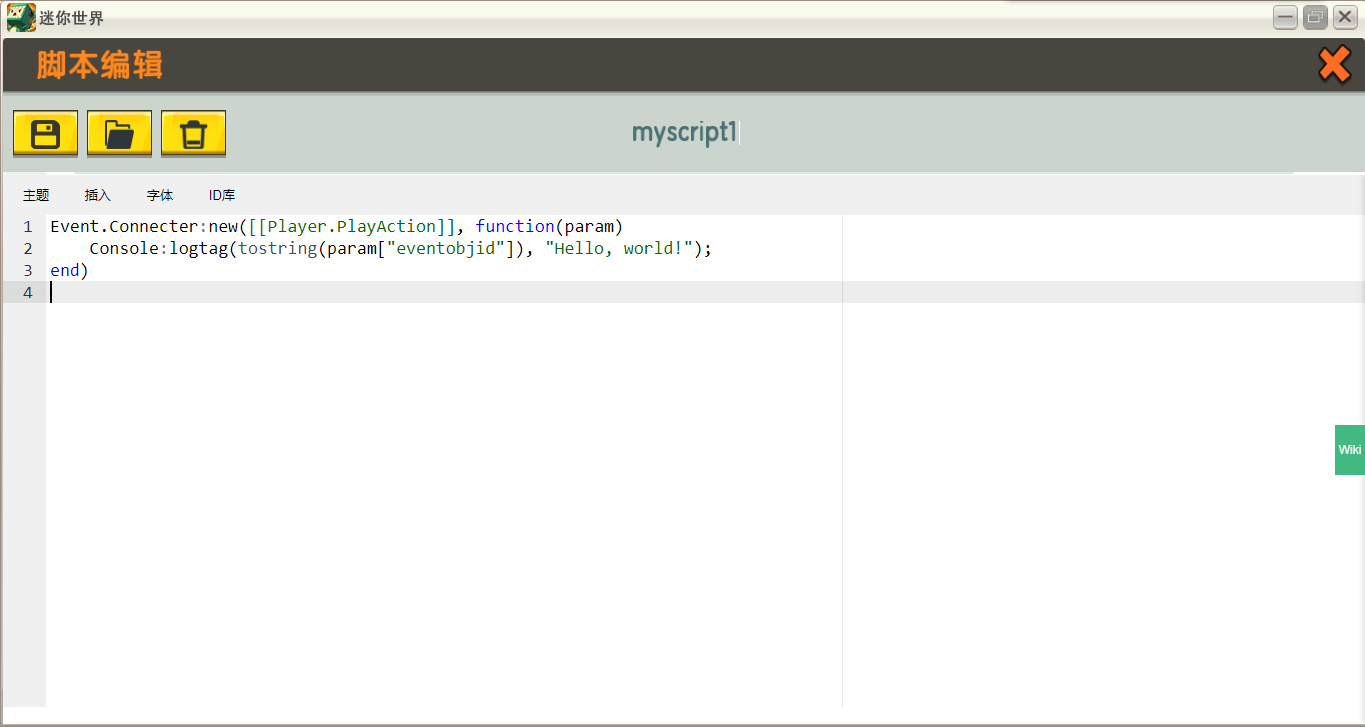 迷你世界
脚本编辑
myscript1
主题 插入 字体 ID库
1 Event.Connecter:new([[Player.PlayAction]], function(param)
2     Console:logtag(tostring(param["eventobjid"]), "Hello, world!");
3 end)
4
Wiki